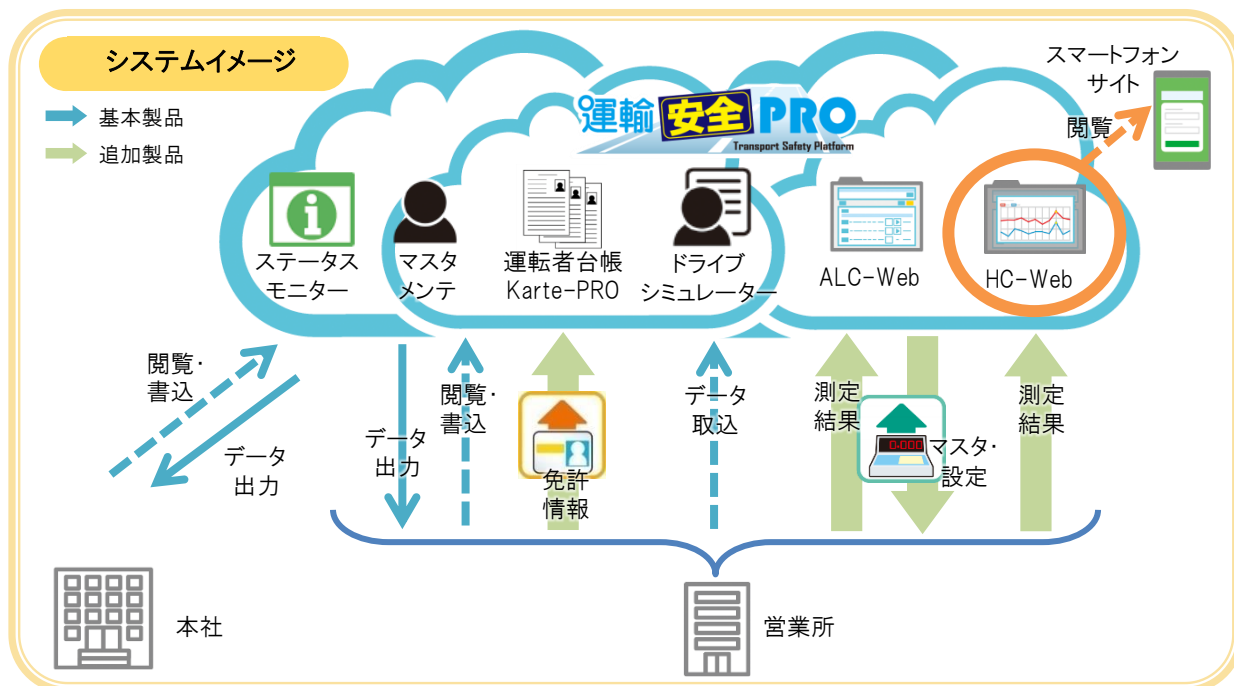 システムイメージ
基本製品
追加製品
運輸安全PRO
Transport Safety Platform
スマートフォン
サイト
閲覧
ステータス
モニター
マスタ
メンテ
運転者台帳
Karte-PRO
ドライブ
シミュレーター
ALC-Web
HC-Web
閲覧・
書込
データ
出力
データ
出力
閲覧・
書込
免許
情報
データ
取込
測定
結果
0.000
マスタ・
設定
測定
結果
本社
営業所